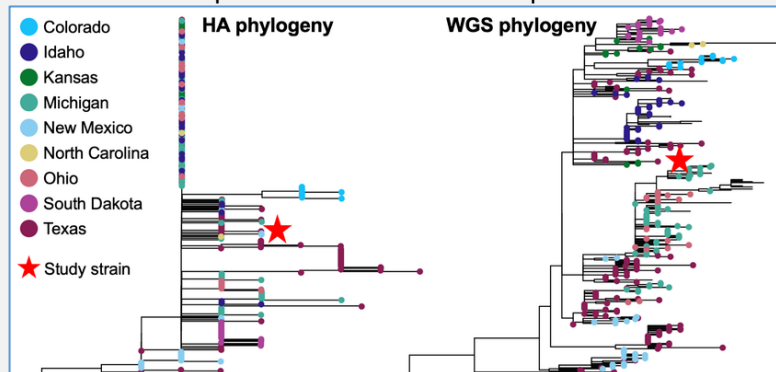 HA phylogeny
WGS phylogeny
Colorado
Idaho
Kansas
Michigan
New Mexico
North Carolina
Ohio
South Dakota
Texas
Study strain